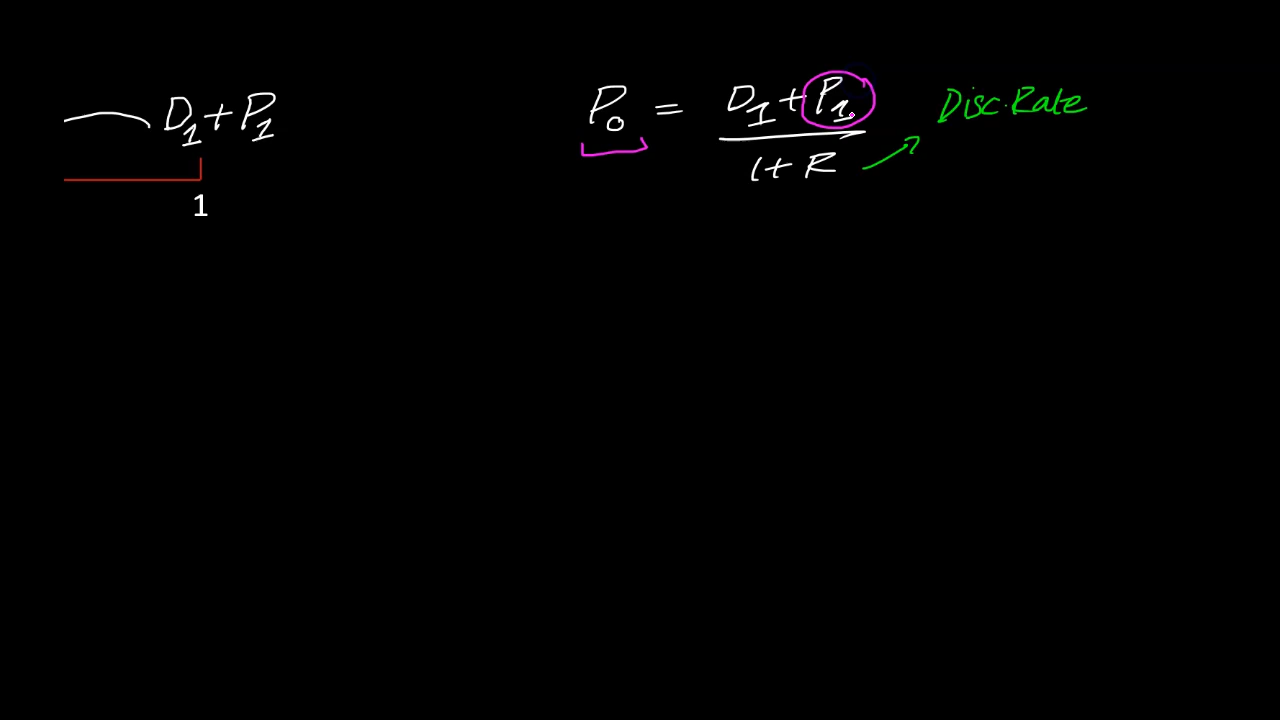 D₁ + P₁
1
P₀ = (D₁ + P₁) / (1 + R)
Disc. Rate